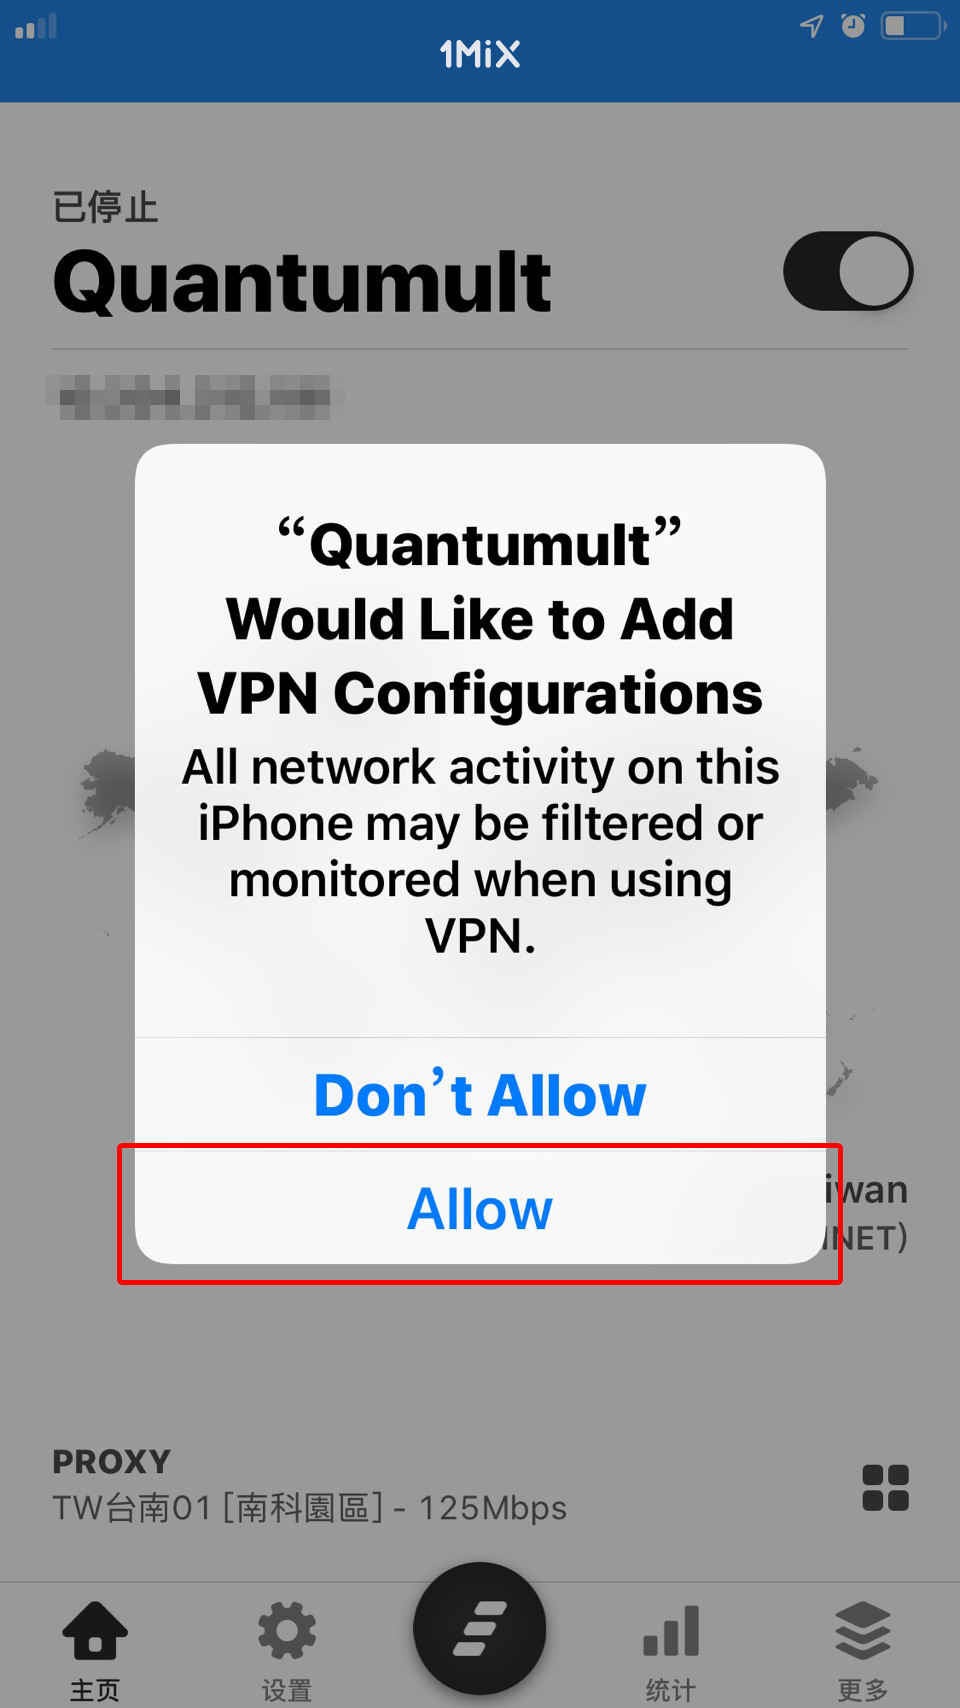 1MiX
已停止
Quantumult
“Quantumult”
Would Like to Add
VPN Configurations
All network activity on this
iPhone may be filtered or
monitored when using
VPN.
Don’t Allow
Allow
iwan
NET)
PROXY
TW台南01 [南科園區] - 125Mbps
主页
设置
统计
更多